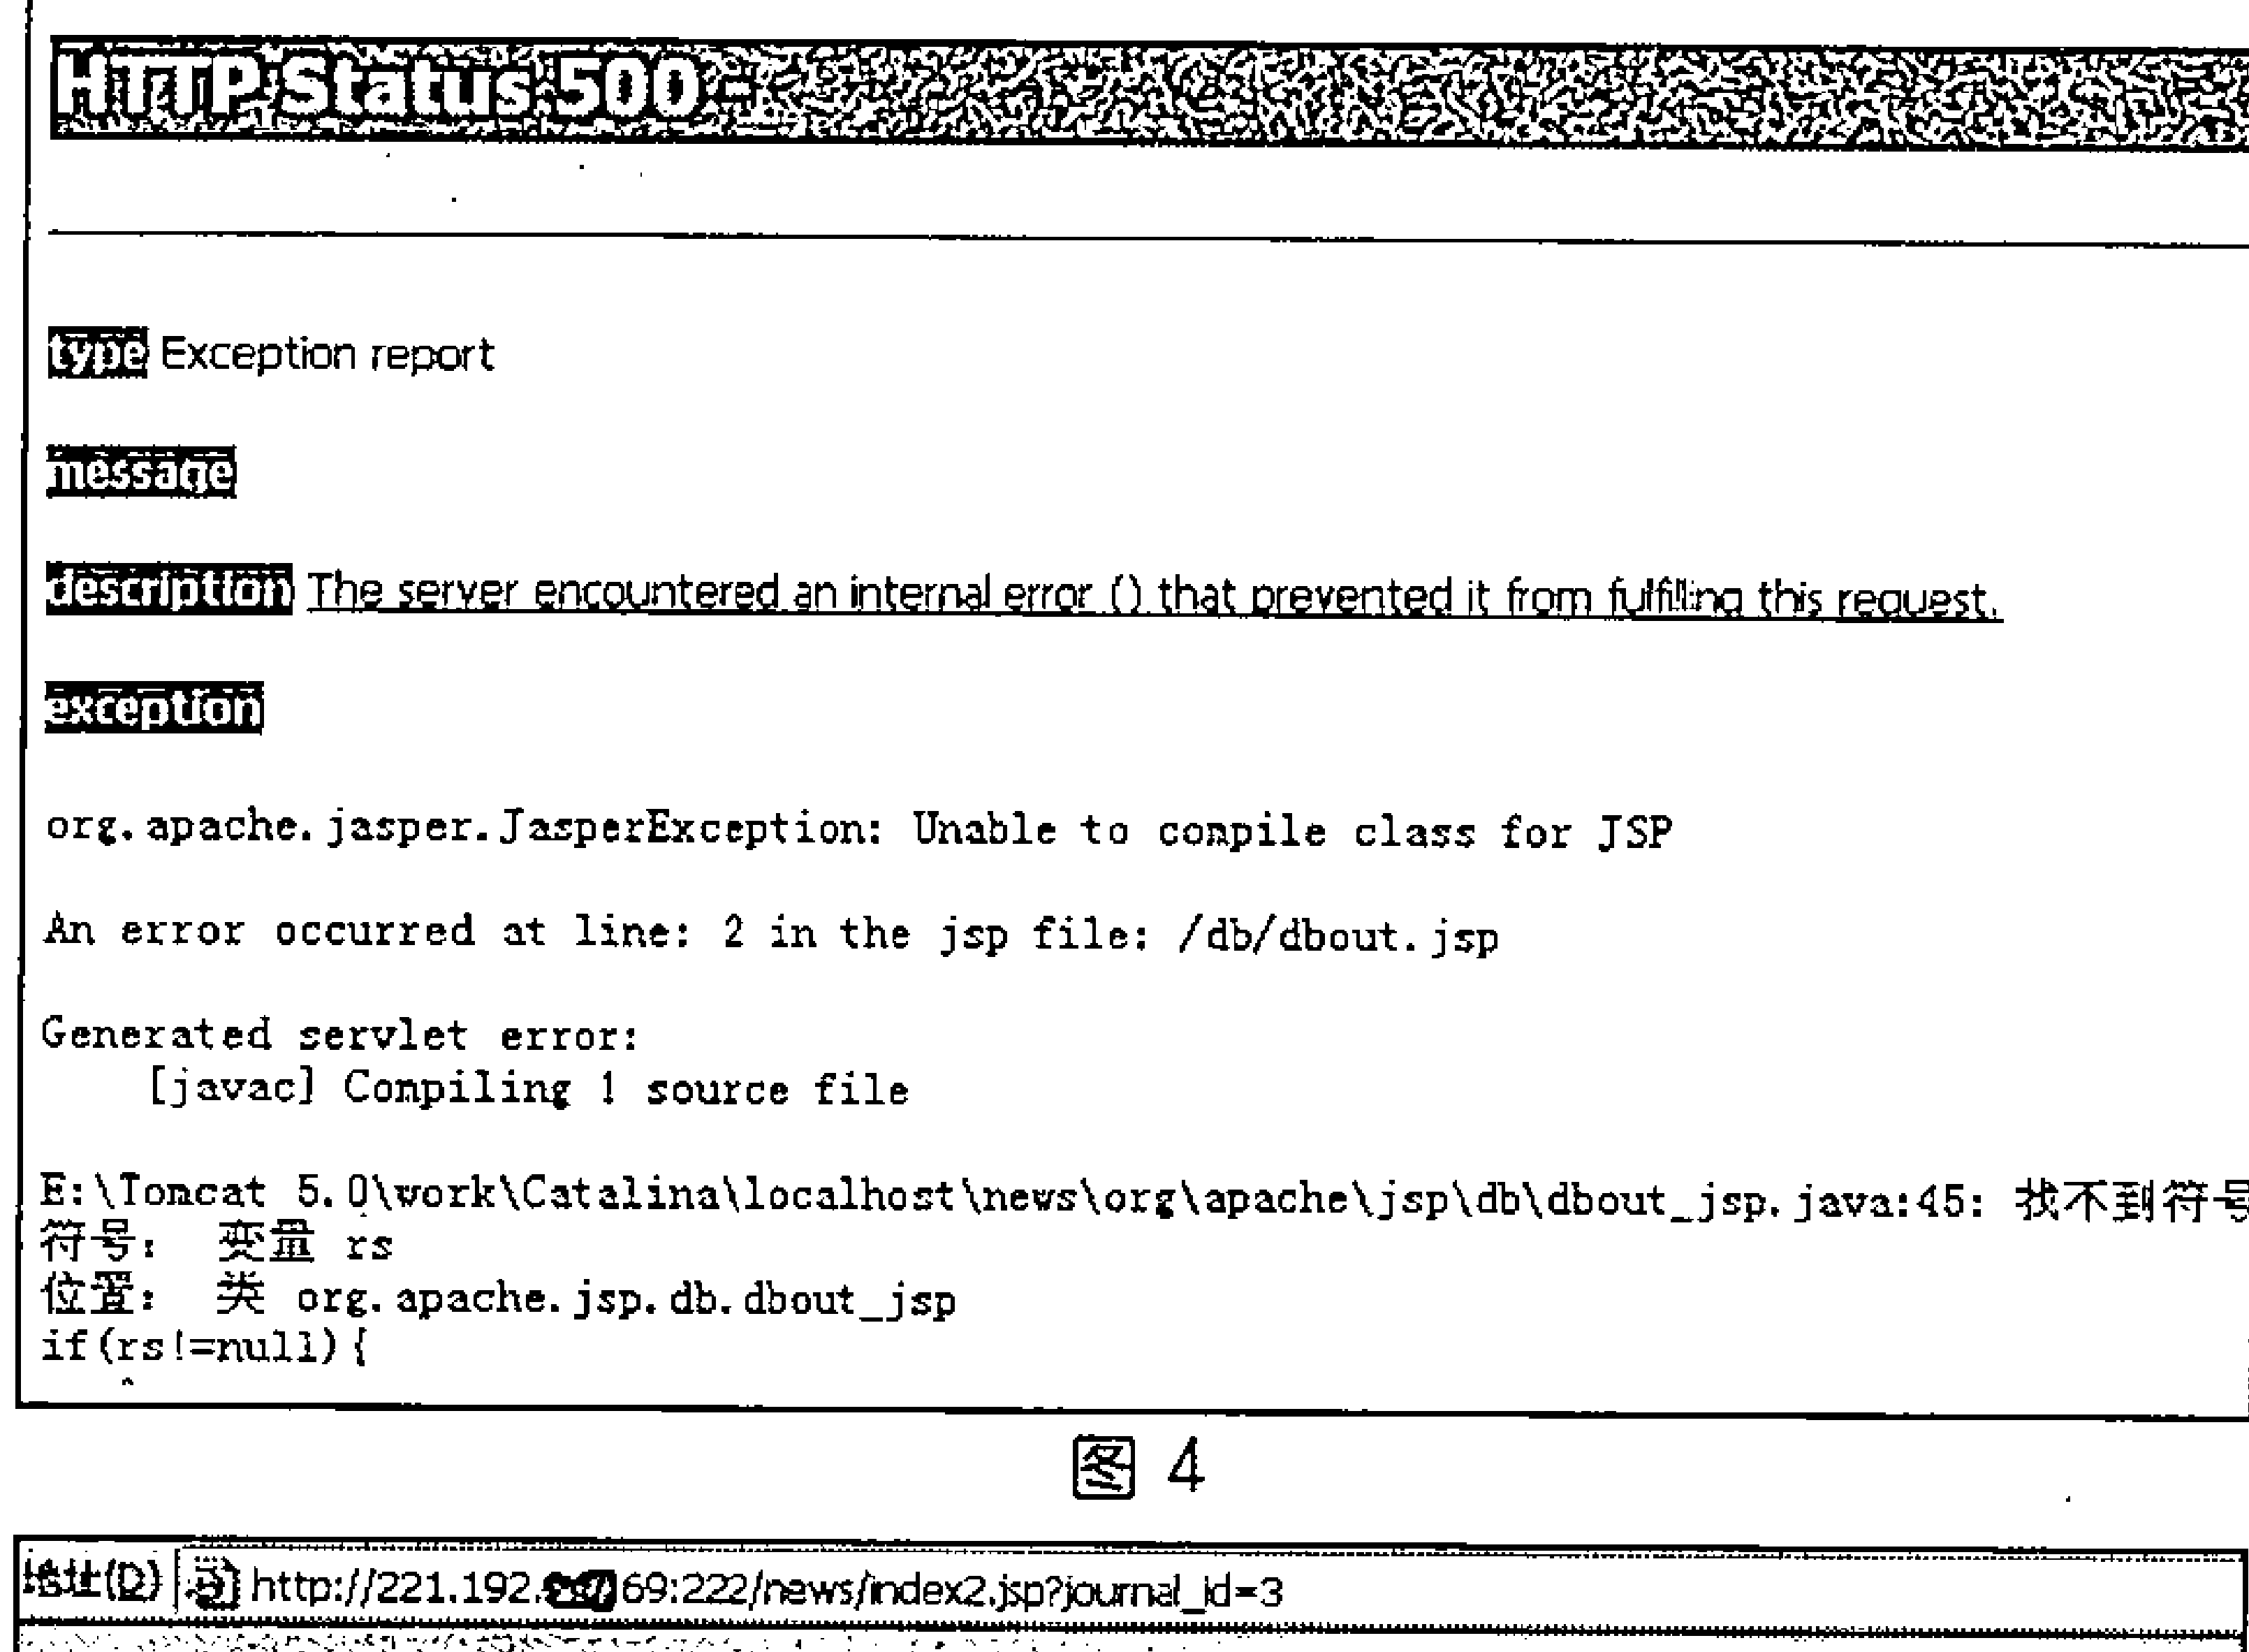 HTTP Status 500 -
type Exception report
message
description The server encountered an internal error () that prevented it from fulfilling this request.
exception
org.apache.jasper.JasperException: Unable to compile class for JSP
An error occurred at line: 2 in the jsp file: /db/dbout.jsp
Generated servlet error:
[javac] Compiling 1 source file
E:\Tomcat 5.0\work\Catalina\localhost\news\org\apache\jsp\db\dbout_jsp.java:45: 找不到符号
符号: 变量 rs
位置: 类 org.apache.jsp.db.dbout_jsp
if(rs!=null){
^
图 4
地址(D) http://221.192. 69:222/news/index2.jsp?journal_id=3